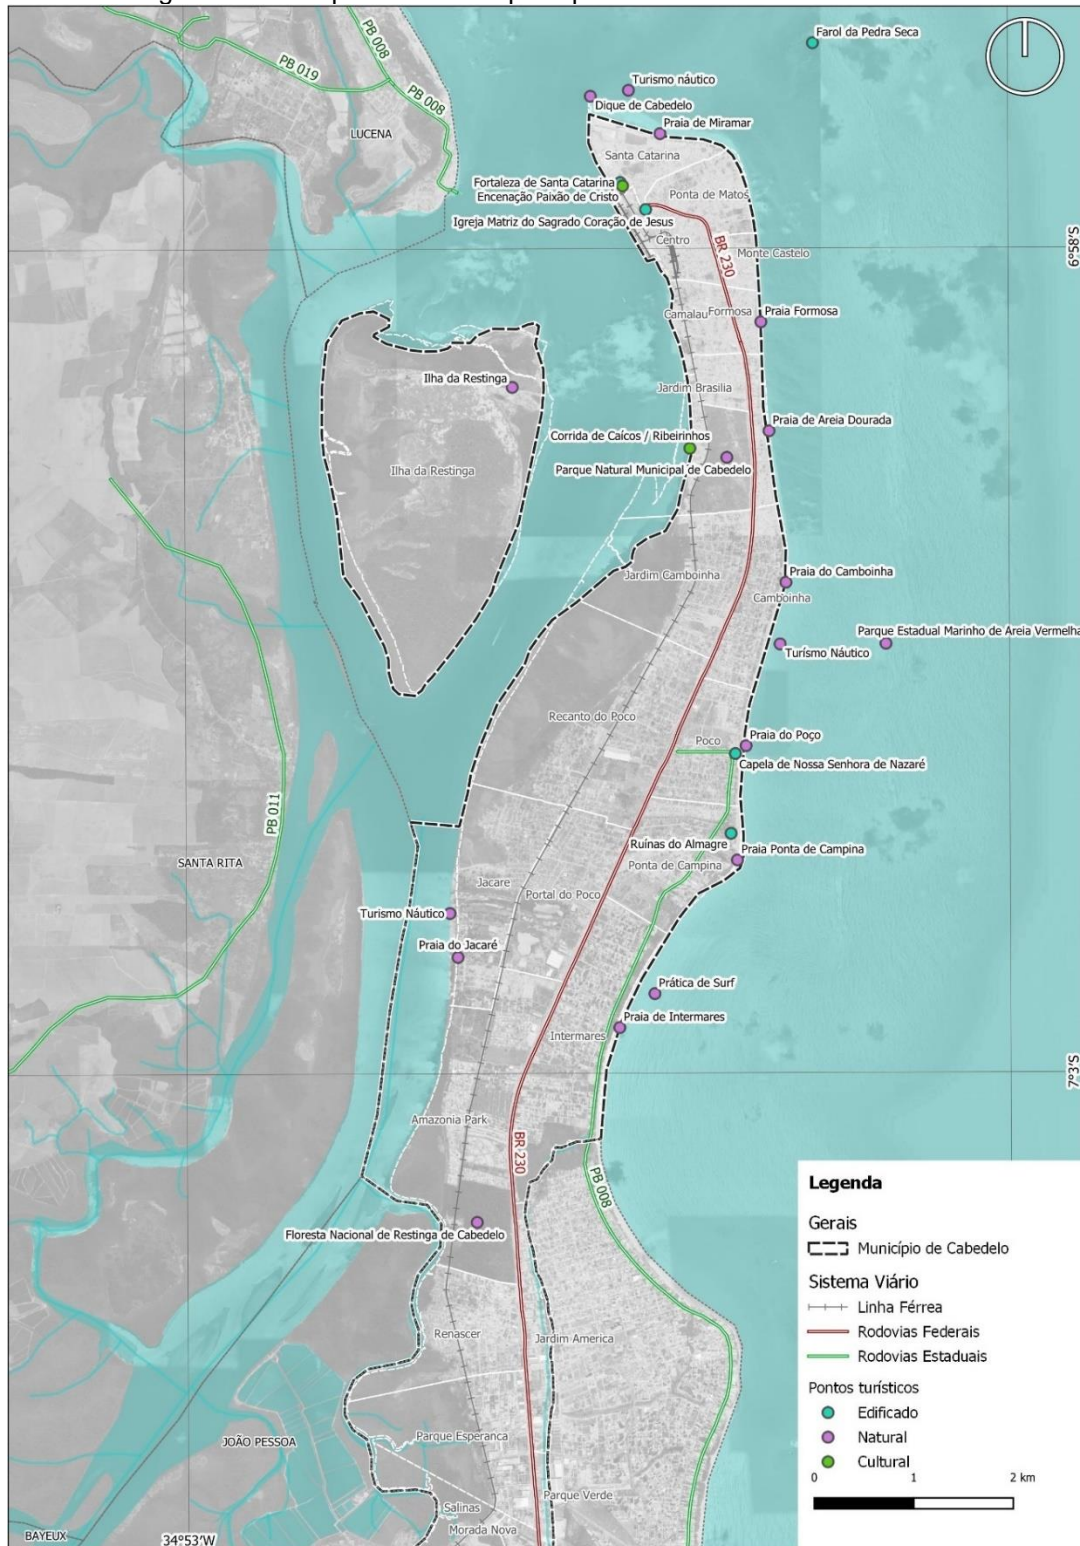 Farol da Pedra Seca
PB 008
PB 019
PB 008
LUCENA
Turismo náutico
Dique de Cabedelo
Praia de Miramar
Santa Catarina
Fortaleza de Santa Catarina
Encenação Paixão de Cristo
Ponta de Matos
Igreja Matriz do Sagrado Coração de Jesus
Centro
BR 230
Monte Castelo
6°58'S
Camalau
Formosa
Praia Formosa
Ilha da Restinga
Jardim Brasilia
Praia de Areia Dourada
Corrida de Caícos / Ribeirinhos
Parque Natural Municipal de Cabedelo
Ilha da Restinga
Jardim Camboinha
Praia do Camboinha
Camboinha
Parque Estadual Marinho de Areia Vermelha
Turísmo Náutico
Recanto do Poco
Poco
Praia do Poço
Capela de Nossa Senhora de Nazaré
PB 011
SANTA RITA
Ruínas do Almagre
Praia Ponta de Campina
Ponta de Campina
Jacare
Portal do Poco
Turismo Náutico
Praia do Jacaré
Prática de Surf
Praia de Intermares
Intermares
7°3'S
Amazonia Park
BR 230
PB 008
Floresta Nacional de Restinga de Cabedelo
Renascer
Jardim America
Parque Esperanca
JOÃO PESSOA
Salinas
Parque Verde
Morada Nova
BAYEUX
34°53'W
Legenda
Gerais
Município de Cabedelo
Sistema Viário
Linha Férrea
Rodovias Federais
Rodovias Estaduais
Pontos turísticos
Edificado
Natural
Cultural
0 1 2 km